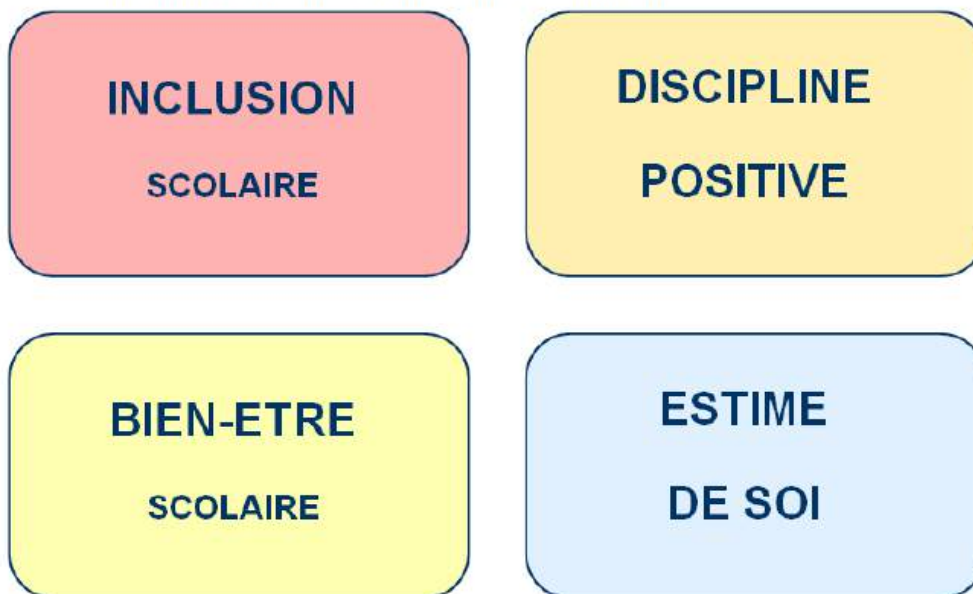 INCLUSION
SCOLAIRE
DISCIPLINE
POSITIVE
BIEN-ETRE
SCOLAIRE
ESTIME
DE SOI